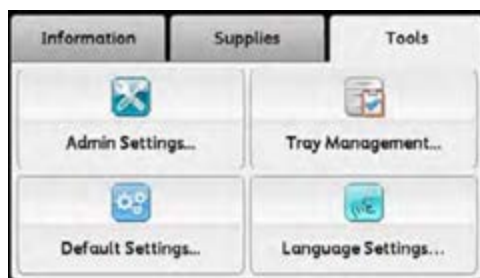 Information
Supplies
Tools
Admin Settings...
Tray Management...
Default Settings...
Language Settings...